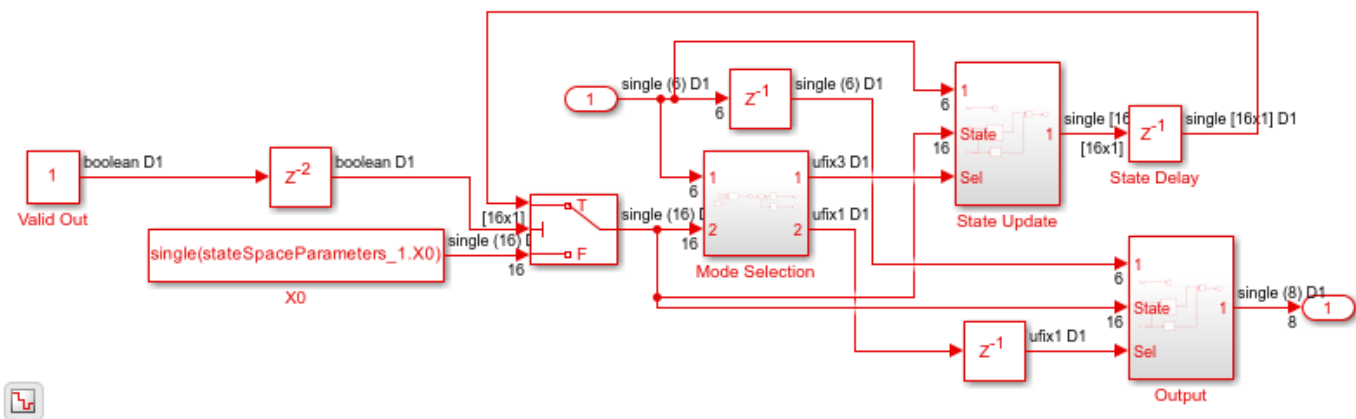 single (6) D1
6
z-1
single (6) D1
1
1
6
State
16
Sel
1
State Update
single [16
[16x1]
z-1
State Delay
single [16x1] D1
1
Valid Out
boolean D1
z-2
boolean D1
single(stateSpaceParameters_1.X0)
X0
single (16) D
16
[16x1]
T
F
single (16) D
1
6
2
16
1
2
Mode Selection
ufix3 D1
ufix1 D1
z-1
ufix1 D1
1
6
State
16
Sel
1
Output
single (8) D1
8
1